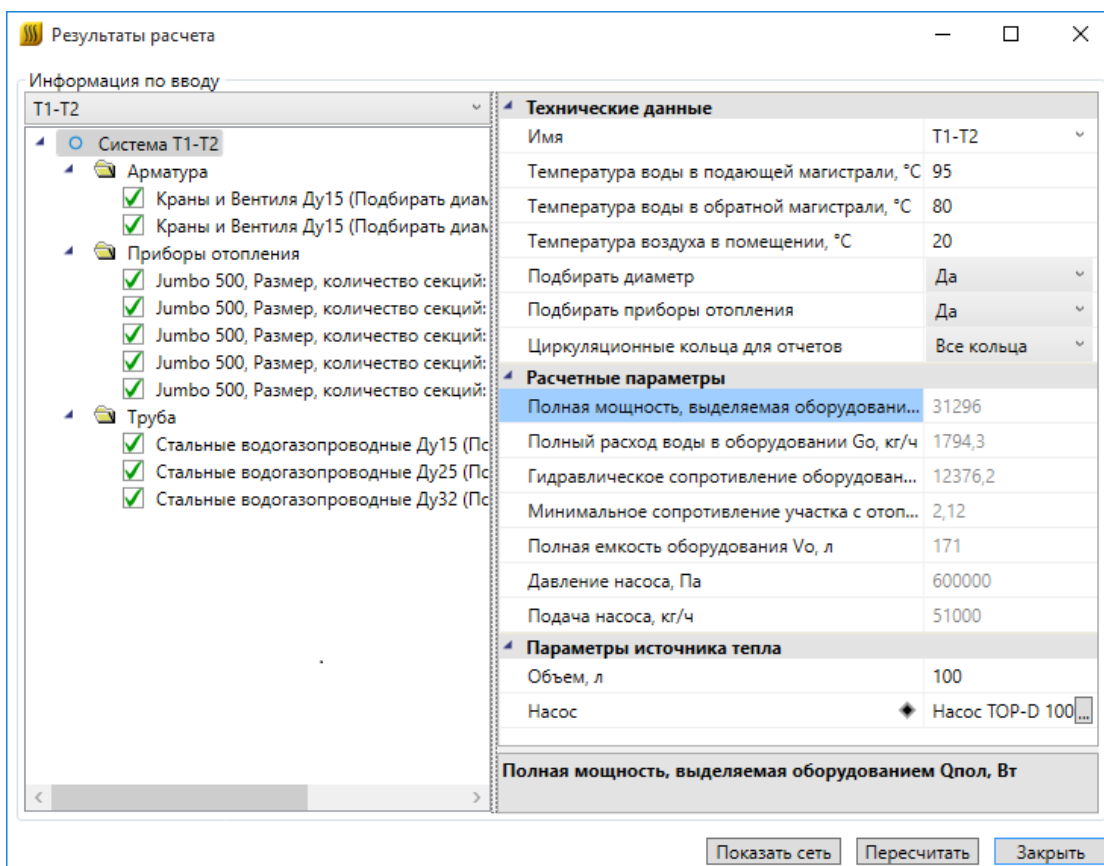 Результаты расчета
Информация по вводу
Т1-Т2
Система Т1-Т2
Арматура
Краны и Вентиля Ду15 (Подбирать диам
Краны и Вентиля Ду15 (Подбирать диам
Приборы отопления
Jumbo 500, Размер, количество секций:
Jumbo 500, Размер, количество секций:
Jumbo 500, Размер, количество секций:
Jumbo 500, Размер, количество секций:
Jumbo 500, Размер, количество секций:
Труба
Стальные водогазопроводные Ду15 (Пс
Стальные водогазопроводные Ду25 (Пс
Стальные водогазопроводные Ду32 (Пс
Технические данные
Имя Т1-Т2
Температура воды в подающей магистрали, °C 95
Температура воды в обратной магистрали, °C 80
Температура воздуха в помещении, °C 20
Подбирать диаметр Да
Подбирать приборы отопления Да
Циркуляционные кольца для отчетов Все кольца
Расчетные параметры
Полная мощность, выделяемая оборудовани... 31296
Полный расход воды в оборудовании Go, кг/ч 1794,3
Гидравлическое сопротивление оборудован... 12376,2
Минимальное сопротивление участка с отоп... 2,12
Полная емкость оборудования Vo, л 171
Давление насоса, Па 600000
Подача насоса, кг/ч 51000
Параметры источника тепла
Объем, л 100
Насос Насос TOP-D 100 ...
Полная мощность, выделяемая оборудованием Qпол, Вт
Показать сеть Пересчитать Закрыть